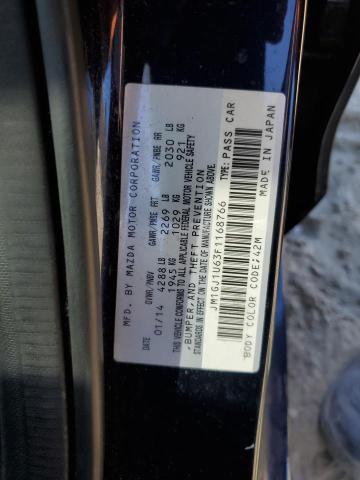 MFD. BY MAZDA MOTOR CORPORATION
DATE GVWR/PNBV GAWR/PNBE FRT GAWR/PNBE RR
01/14 4288 LB 2269 LB 2030 LB
1945 KG 1029 KG 921 KG
THIS VEHICLE CONFORMS TO ALL APPLICABLE FEDERAL MOTOR VEHICLE SAFETY
, BUMPER, AND THEFT PREVENTION
STANDARDS IN EFFECT ON THE DATE OF MANUFACTURE SHOWN ABOVE.
JM1GJ1U63F1168766 TYPE: PASS CAR
BODY COLOR CODE: 42M MADE IN JAPAN